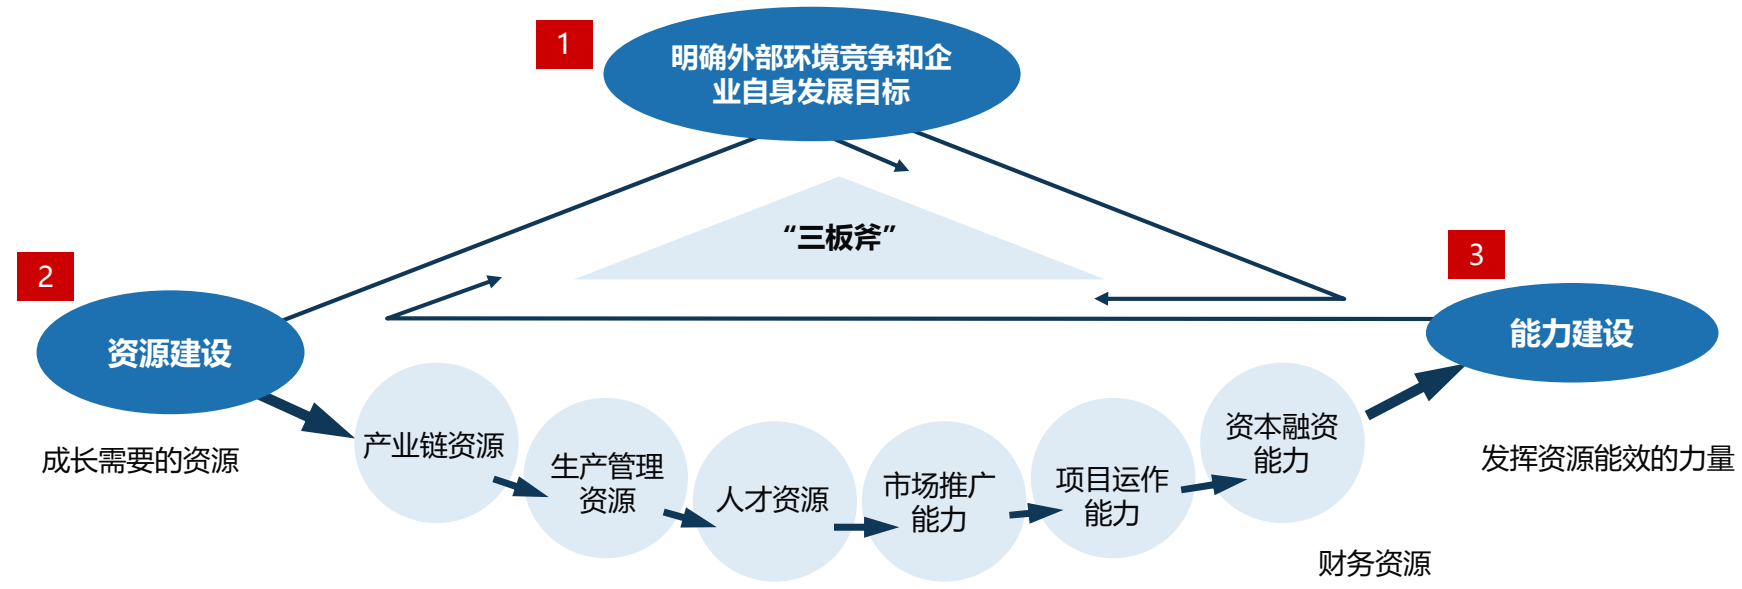 1
明确外部环境竞争和企
业自身发展目标
“三板斧”
2
资源建设
成长需要的资源
3
能力建设
发挥资源能效的力量
产业链资源
生产管理
资源
人才资源
市场推广
能力
项目运作
能力
资本融资
能力
财务资源